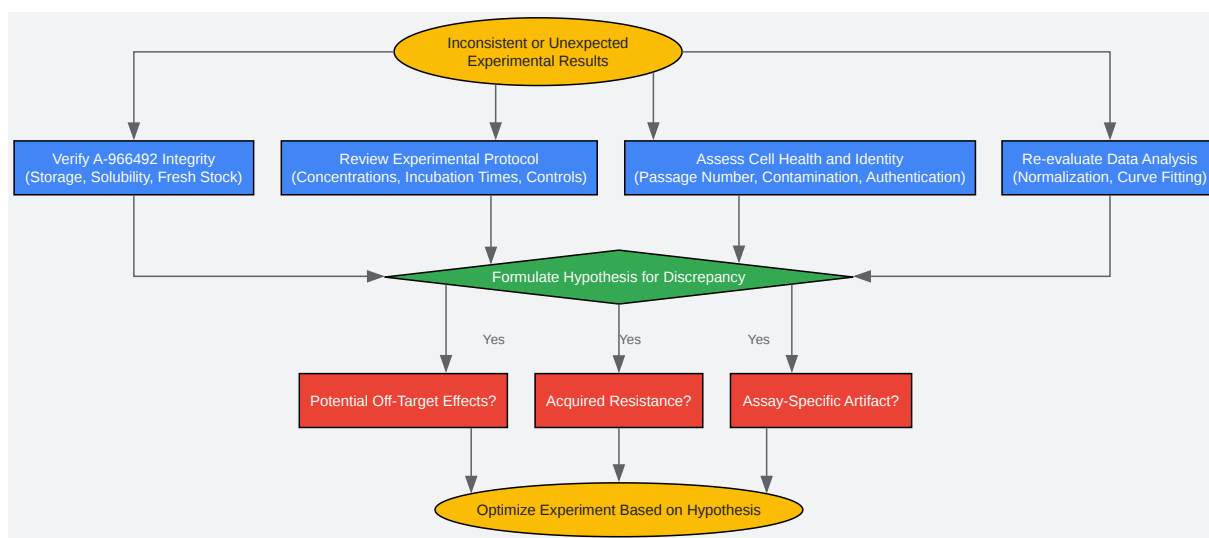 Inconsistent or Unexpected
Experimental Results
Verify A-966492 Integrity
(Storage, Solubility, Fresh Stock)
Review Experimental Protocol
(Concentrations, Incubation Times, Controls)
Assess Cell Health and Identity
(Passage Number, Contamination, Authentication)
Re-evaluate Data Analysis
(Normalization, Curve Fitting)
Formulate Hypothesis for Discrepancy
Yes
Yes
Yes
Potential Off-Target Effects?
Acquired Resistance?
Assay-Specific Artifact?
Optimize Experiment Based on Hypothesis